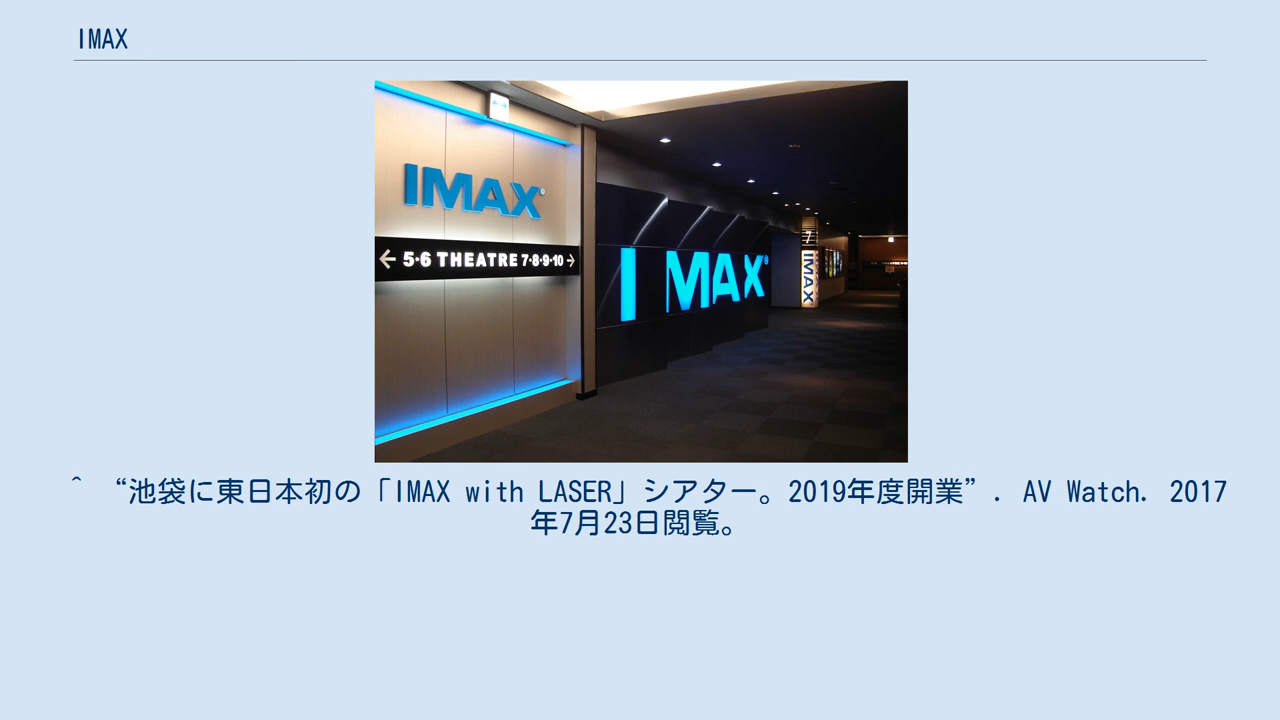 IMAX
IMAX®
← 5·6 THEATRE 7·8·9·10 →
IMAX®
7
IMAX
^ “池袋に東日本初の「IMAX with LASER」シアター。2019年度開業”. AV Watch. 2017
年7月23日閲覧。